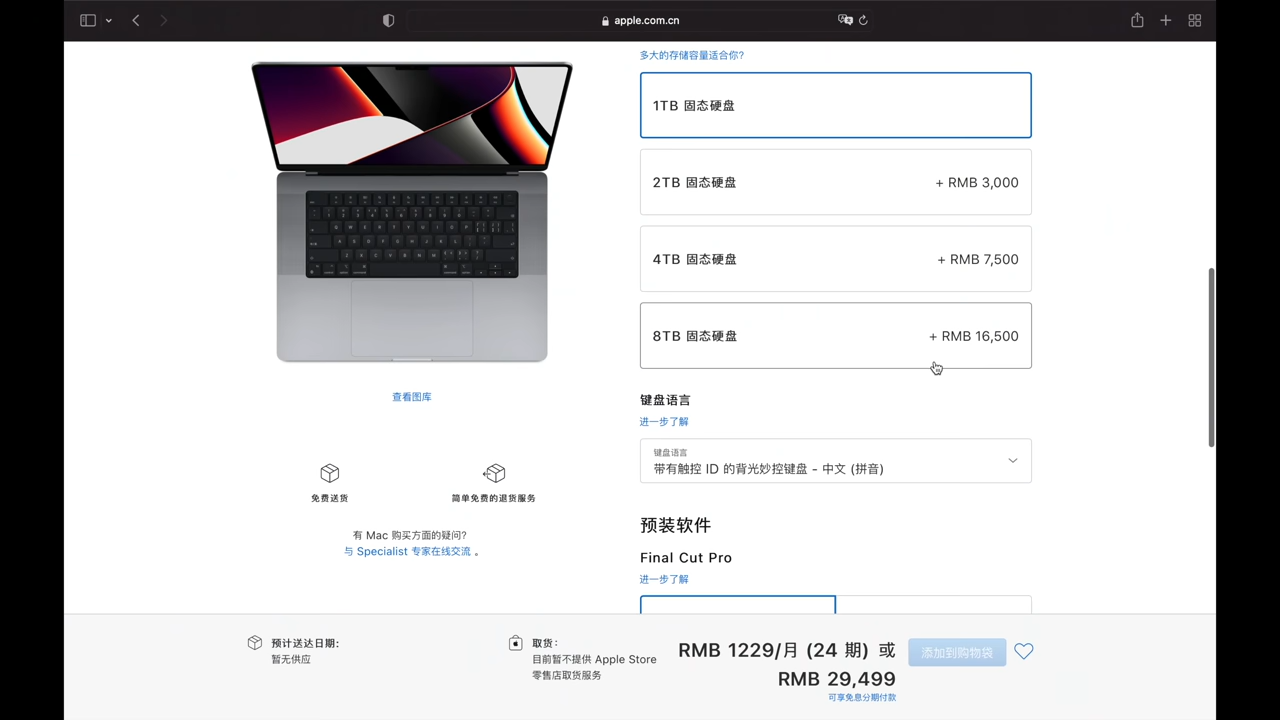 apple.com.cn
多大的存储容量适合你?
1TB 固态硬盘
2TB 固态硬盘 + RMB 3,000
4TB 固态硬盘 + RMB 7,500
8TB 固态硬盘 + RMB 16,500
查看图库
键盘语言
进一步了解
键盘语言
带有触控 ID 的背光妙控键盘 - 中文 (拼音)
免费送货
简单免费的退货服务
有 Mac 购买方面的疑问?
与 Specialist 专家在线交流 。
预装软件
Final Cut Pro
进一步了解
预计送达日期:
暂无供应
取货:
目前暂不提供 Apple Store
零售店取货服务
RMB 1229/月 (24 期) 或
RMB 29,499
可享免息分期付款
添加到购物袋